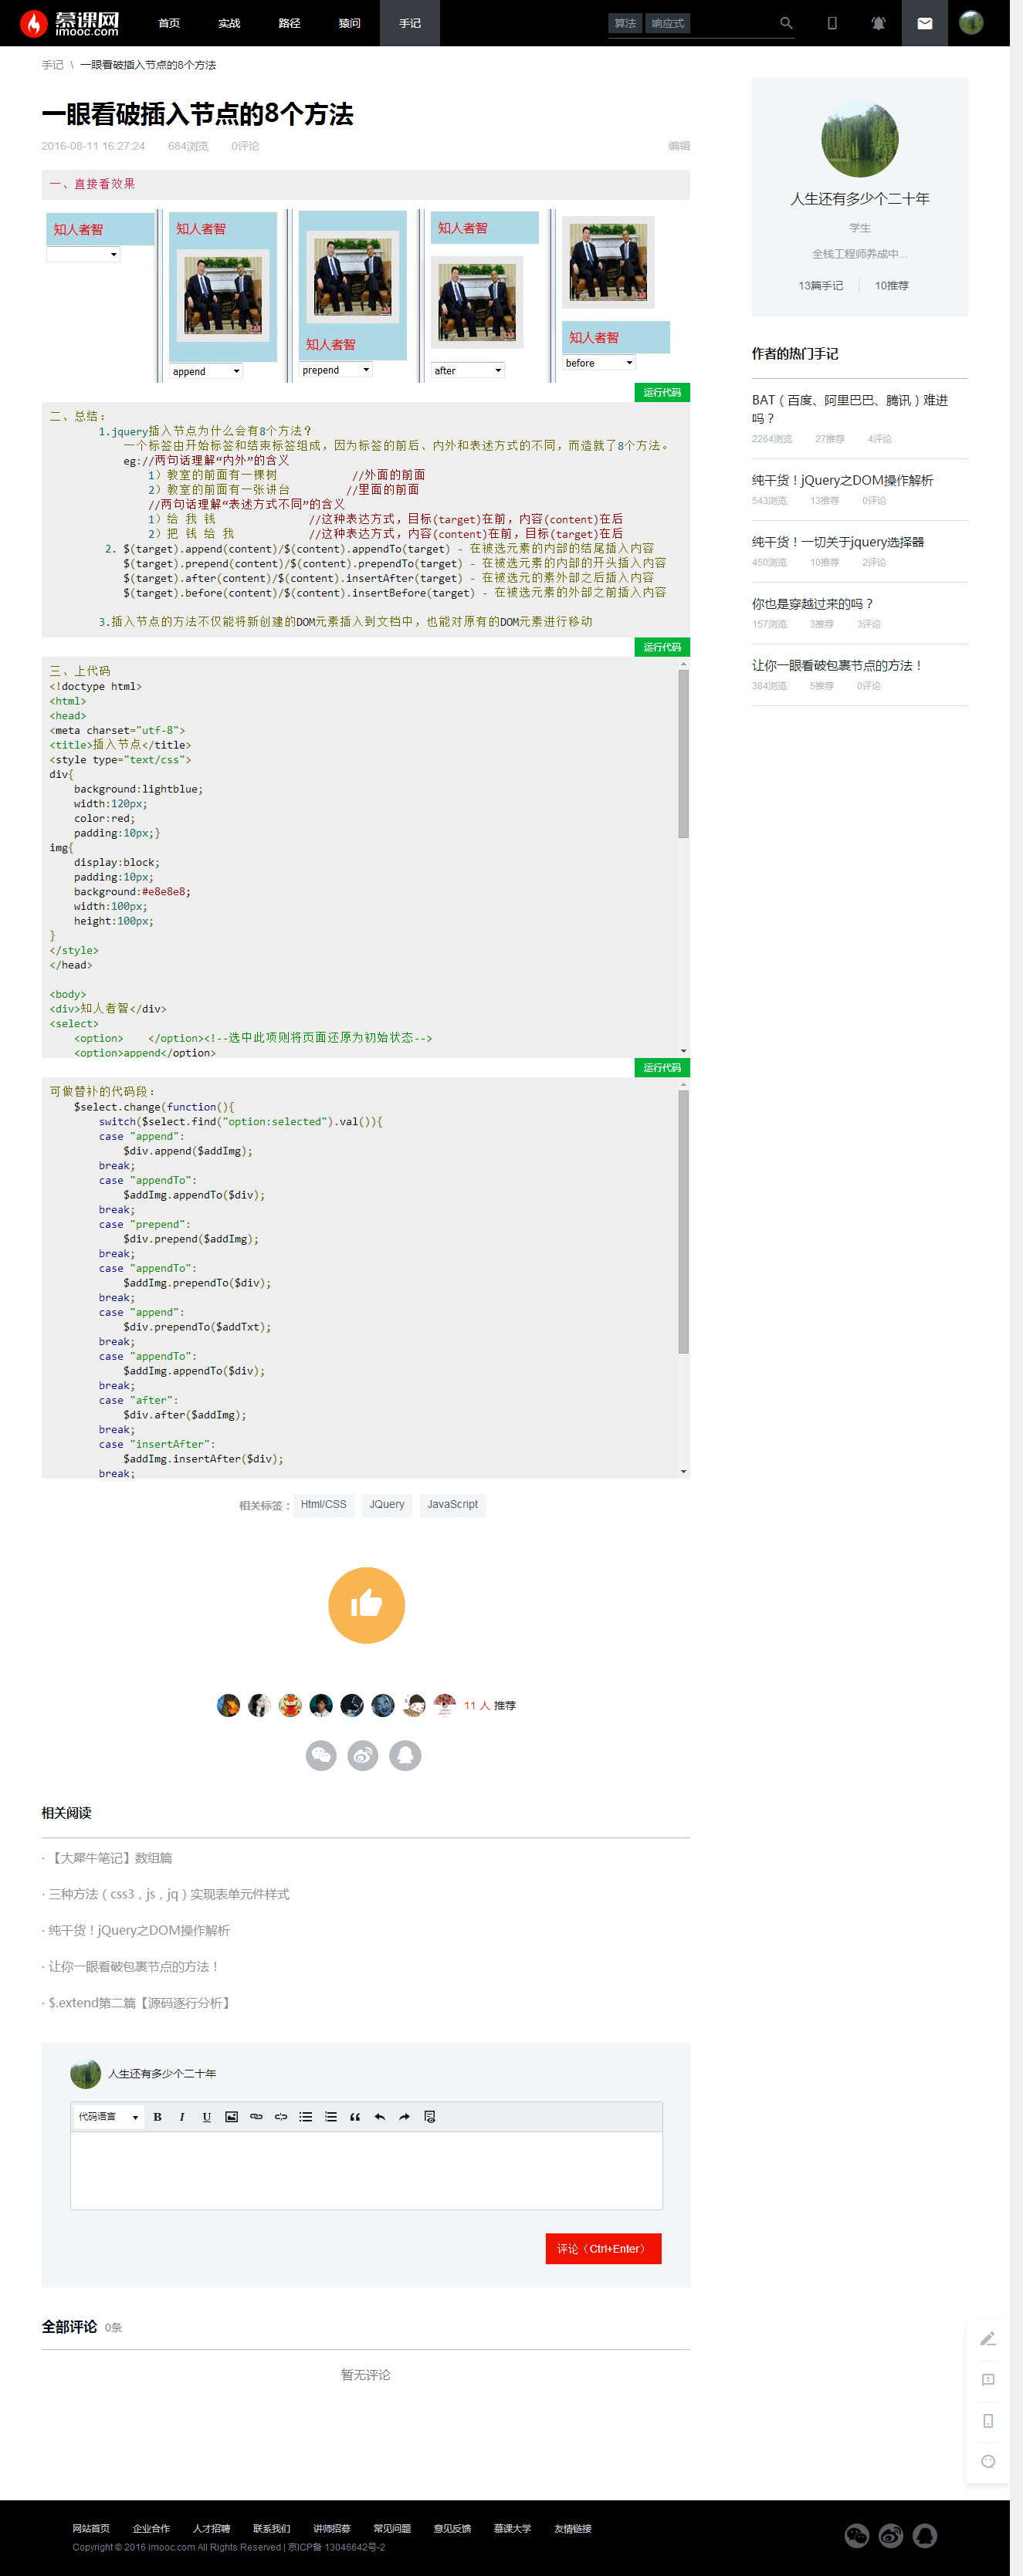 慕课网
imooc.com
首页 实战 路径 猿问 手记 算法 响应式
手记 \ 一眼看破插入节点的8个方法
一眼看破插入节点的8个方法
2016-08-11 16:27:24 684浏览 0评论 编辑
一、直接看效果
知人者智 知人者智 知人者智 知人者智 知人者智
append prepend after before
运行代码
二、总结：
1.jquery插入节点为什么会有8个方法？
一个标签由开始标签和结束标签组成，因为标签的前后、内外和表述方式的不同，而造就了8个方法。
eg://两句话理解“内外”的含义
1）教室的前面有一棵树 //外面的前面
2）教室的前面有一张讲台 //里面的前面
//两句话理解“表述方式不同”的含义
1）给 我 钱 //这种表达方式，目标(target)在前，内容(content)在后
2）把 钱 给 我 //这种表达方式，内容(content)在前，目标(target)在后
2. $(target).append(content)/$(content).appendTo(target) - 在被选元素的内部的结尾插入内容
$(target).prepend(content)/$(content).prependTo(target) - 在被选元素的内部的开头插入内容
$(target).after(content)/$(content).insertAfter(target) - 在被选元的素外部之后插入内容
$(target).before(content)/$(content).insertBefore(target) - 在被选元素的外部之前插入内容
3.插入节点的方法不仅能将新创建的DOM元素插入到文档中，也能对原有的DOM元素进行移动
运行代码
三、上代码
<!doctype html>
<html>
<head>
<meta charset="utf-8">
<title>插入节点</title>
<style type="text/css">
div{
background:lightblue;
width:120px;
color:red;
padding:10px;}
img{
display:block;
padding:10px;
background:#e8e8e8;
width:100px;
height:100px;
}
</style>
</head>
<body>
<div>知人者智</div>
<select>
<option> </option><!--选中此项则将页面还原为初始状态-->
<option>append</option>
运行代码
可做替补的代码段：
$select.change(function(){
switch($select.find("option:selected").val()){
case "append":
$div.append($addImg);
break;
case "appendTo":
$addImg.appendTo($div);
break;
case "prepend":
$div.prepend($addImg);
break;
case "appendTo":
$addImg.prependTo($div);
break;
case "append":
$div.prependTo($addTxt);
break;
case "appendTo":
$addImg.appendTo($div);
break;
case "after":
$div.after($addImg);
break;
case "insertAfter":
$addImg.insertAfter($div);
break;
相关标签： Html/CSS JQuery JavaScript
11 人 推荐
相关阅读
· 【大犀牛笔记】数组篇
· 三种方法（css3，js，jq）实现表单元件样式
· 纯干货！jQuery之DOM操作解析
· 让你一眼看破包裹节点的方法！
· $.extend第二篇【源码逐行分析】
人生还有多少个二十年
代码语言 B I U
评论（Ctrl+Enter）
全部评论 0条
暂无评论
人生还有多少个二十年
学生
全栈工程师养成中...
13篇手记 10推荐
作者的热门手记
BAT（百度、阿里巴巴、腾讯）难进
吗？
2264浏览 27推荐 4评论
纯干货！jQuery之DOM操作解析
543浏览 13推荐 0评论
纯干货！一切关于jquery选择器
450浏览 10推荐 2评论
你也是穿越过来的吗？
157浏览 3推荐 3评论
让你一眼看破包裹节点的方法！
384浏览 5推荐 0评论
网站首页 企业合作 人才招聘 联系我们 讲师招募 常见问题 意见反馈 慕课大学 友情链接
Copyright © 2016 imooc.com All Rights Reserved | 京ICP备 13046642号-2